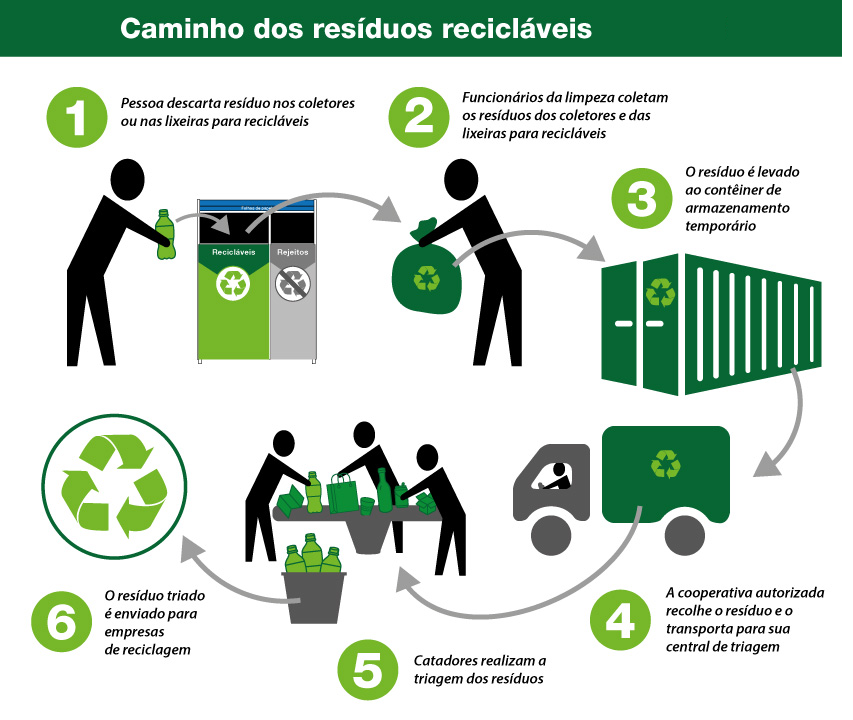 Caminho dos resíduos recicláveis
1
Pessoa descarta resíduo nos coletores
ou nas lixeiras para recicláveis
2
Funcionários da limpeza coletam
os resíduos dos coletores e das
lixeiras para recicláveis
3
O resíduo é levado
ao contêiner de
armazenamento
temporário
Folhas de papel
Recicláveis
Rejeitos
4
A cooperativa autorizada
recolhe o resíduo e o
transporta para sua
central de triagem
5
Catadores realizam a
triagem dos resíduos
6
O resíduo triado
é enviado para
empresas
de reciclagem